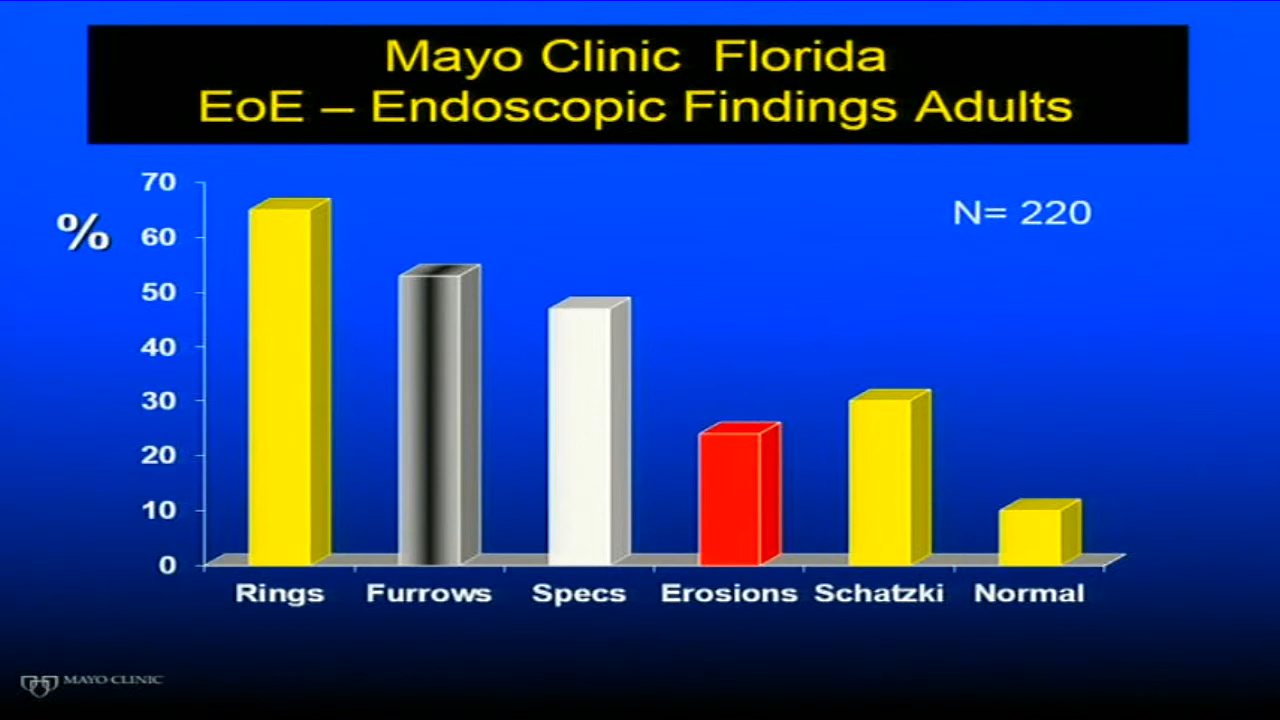 Mayo Clinic Florida
EoE – Endoscopic Findings Adults
%
N= 220
70
60
50
40
30
20
10
0
Rings Furrows Specs Erosions Schatzki Normal
MAYO CLINIC